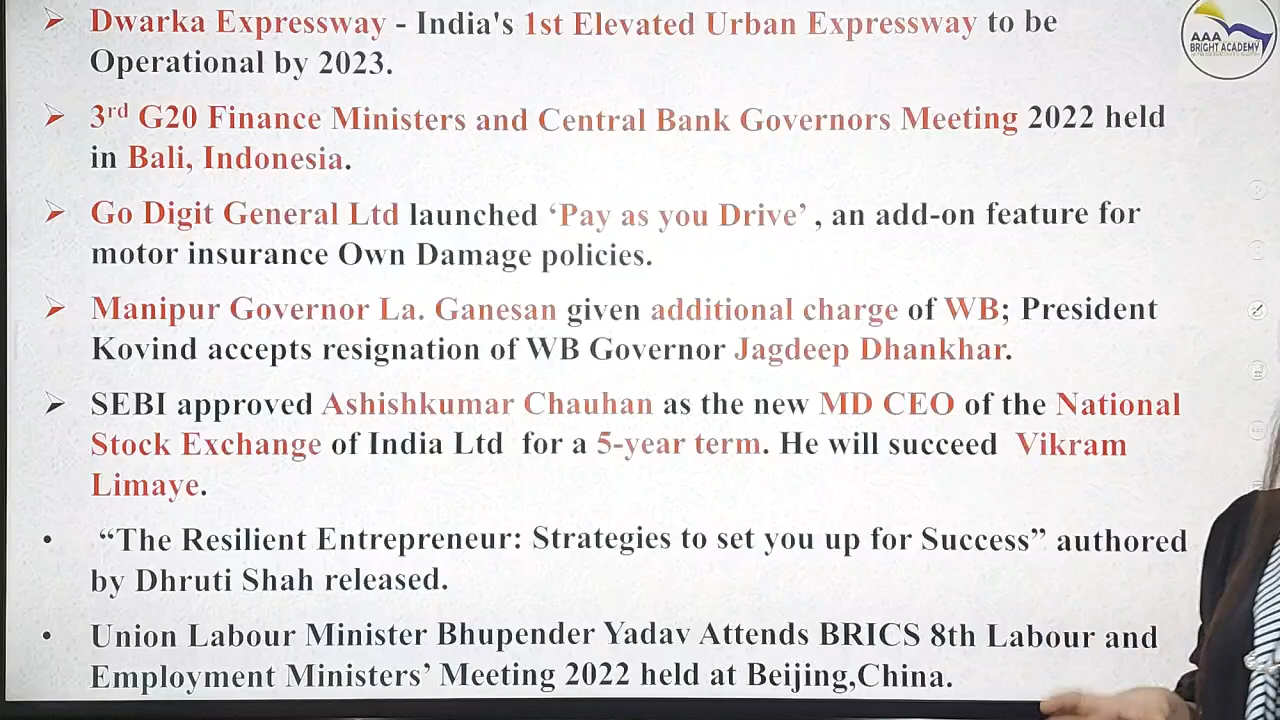 ➢ Dwarka Expressway - India's 1st Elevated Urban Expressway to be
Operational by 2023.
➢ 3rd G20 Finance Ministers and Central Bank Governors Meeting 2022 held
in Bali, Indonesia.
➢ Go Digit General Ltd launched ‘Pay as you Drive’ , an add-on feature for
motor insurance Own Damage policies.
➢ Manipur Governor La. Ganesan given additional charge of WB; President
Kovind accepts resignation of WB Governor Jagdeep Dhankhar.
➢ SEBI approved Ashishkumar Chauhan as the new MD CEO of the National
Stock Exchange of India Ltd for a 5-year term. He will succeed Vikram
Limaye.
• “The Resilient Entrepreneur: Strategies to set you up for Success” authored
by Dhruti Shah released.
• Union Labour Minister Bhupender Yadav Attends BRICS 8th Labour and
Employment Ministers’ Meeting 2022 held at Beijing,China.
AAA
BRIGHT ACADEMY